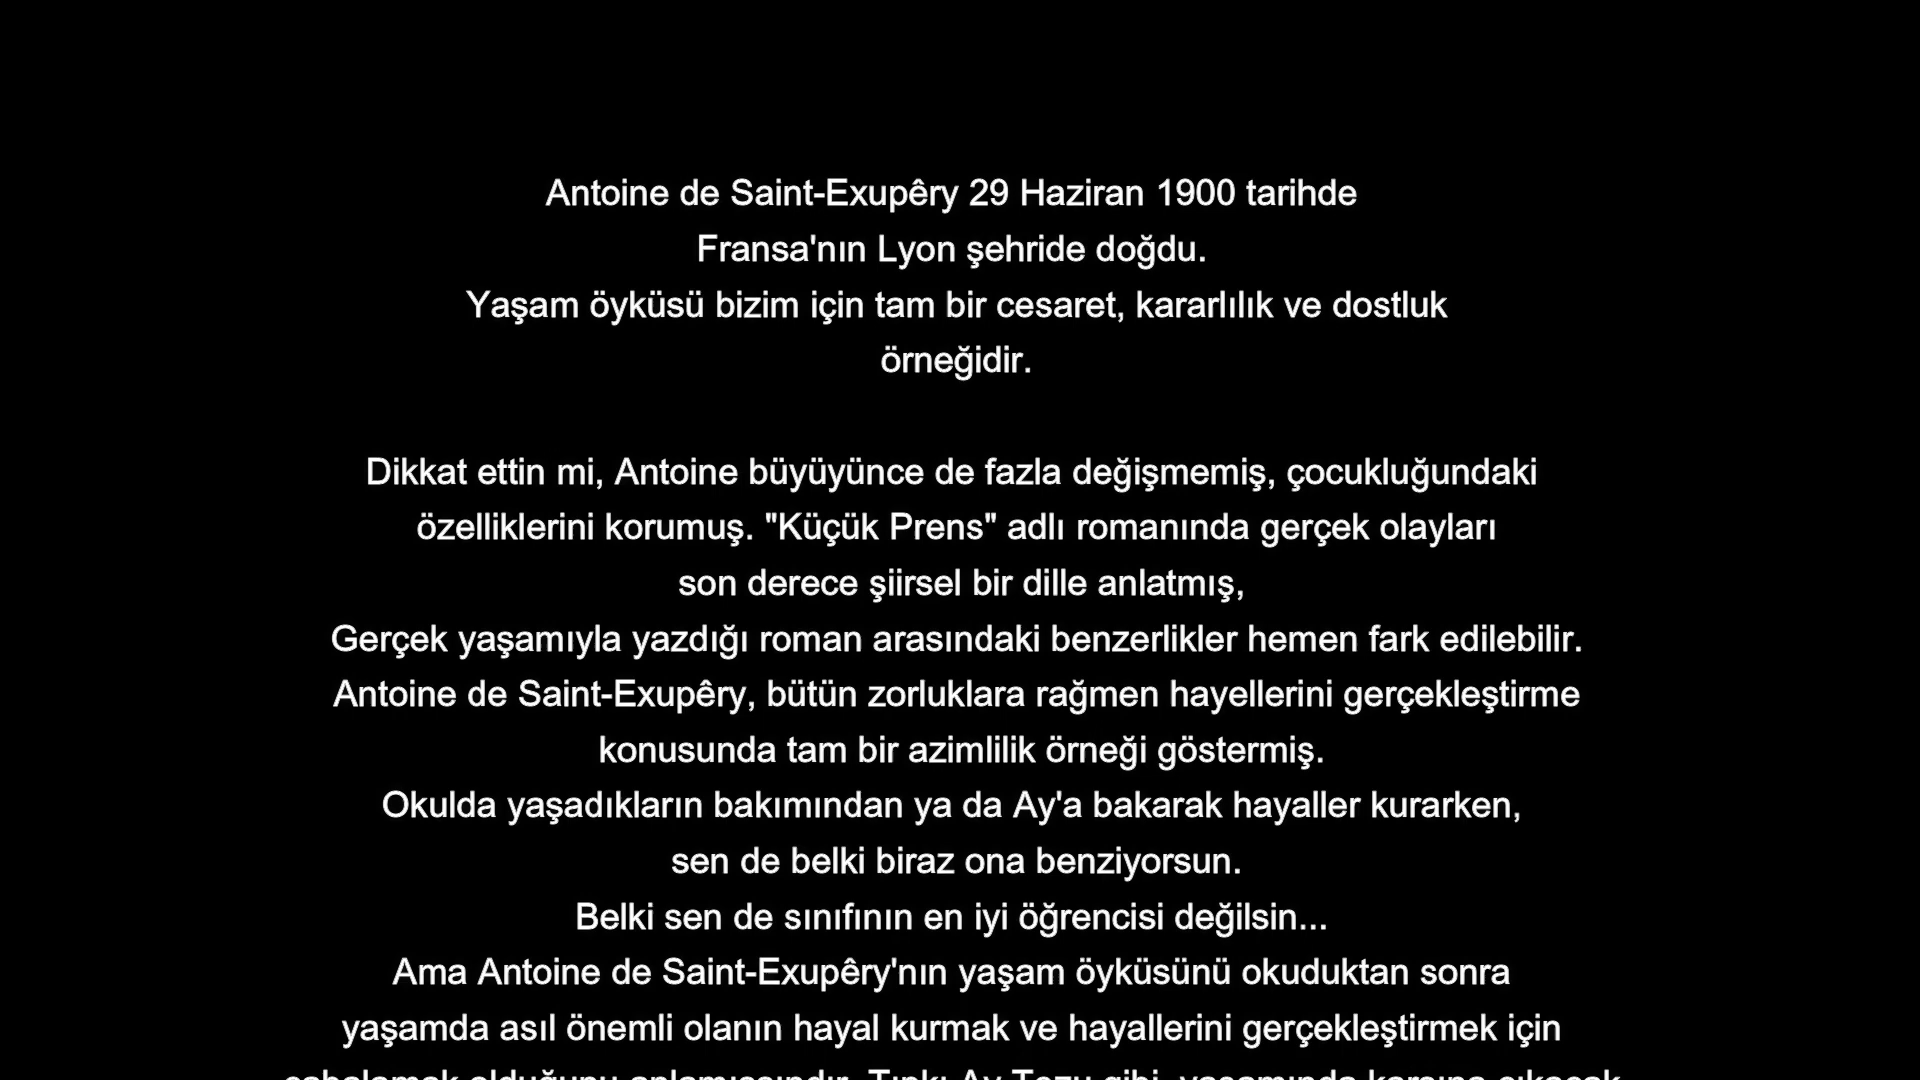 Antoine de Saint-Exupêry 29 Haziran 1900 tarihde
Fransa'nın Lyon şehride doğdu.
Yaşam öyküsü bizim için tam bir cesaret, kararlılık ve dostluk
örneğidir.
Dikkat ettin mi, Antoine büyüyünce de fazla değişmemiş, çocukluğundaki
özelliklerini korumuş. "Küçük Prens" adlı romanında gerçek olayları
son derece şiirsel bir dille anlatmış,
Gerçek yaşamıyla yazdığı roman arasındaki benzerlikler hemen fark edilebilir.
Antoine de Saint-Exupêry, bütün zorluklara rağmen hayellerini gerçekleştirme
konusunda tam bir azimlilik örneği göstermiş.
Okulda yaşadıkların bakımından ya da Ay'a bakarak hayaller kurarken,
sen de belki biraz ona benziyorsun.
Belki sen de sınıfının en iyi öğrencisi değilsin...
Ama Antoine de Saint-Exupêry'nın yaşam öyküsünü okuduktan sonra
yaşamda asıl önemli olanın hayal kurmak ve hayallerini gerçekleştirmek için